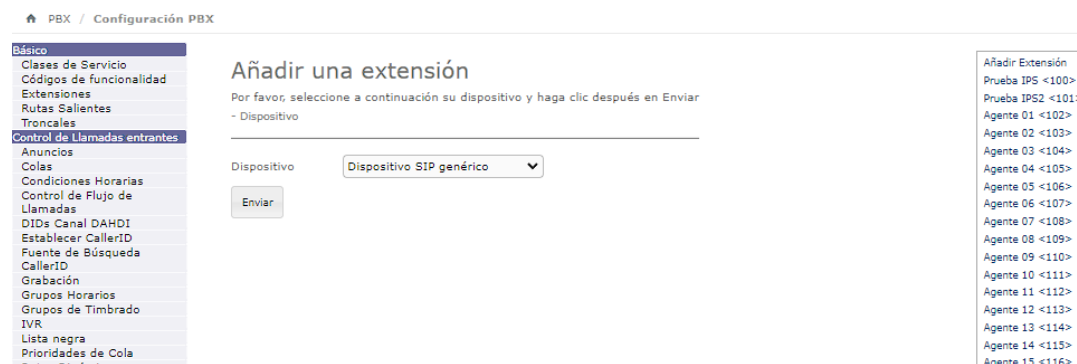 PBX / Configuración PBX
Básico
Clases de Servicio
Códigos de funcionalidad
Extensiones
Rutas Salientes
Troncales
Control de Llamadas entrantes
Anuncios
Colas
Condiciones Horarias
Control de Flujo de
Llamadas
DIDs Canal DAHDI
Establecer CallerID
Fuente de Búsqueda
CallerID
Grabación
Grupos Horarios
Grupos de Timbrado
IVR
Lista negra
Prioridades de Cola
Añadir una extensión
Por favor, seleccione a continuación su dispositivo y haga clic después en Enviar
- Dispositivo
Dispositivo Dispositivo SIP genérico
Enviar
Añadir Extensión
Prueba IPS <100>
Prueba IPS2 <101>
Agente 01 <102>
Agente 02 <103>
Agente 03 <104>
Agente 04 <105>
Agente 05 <106>
Agente 06 <107>
Agente 07 <108>
Agente 08 <109>
Agente 09 <110>
Agente 10 <111>
Agente 11 <112>
Agente 12 <113>
Agente 13 <114>
Agente 14 <115>
Agente 15 <116>